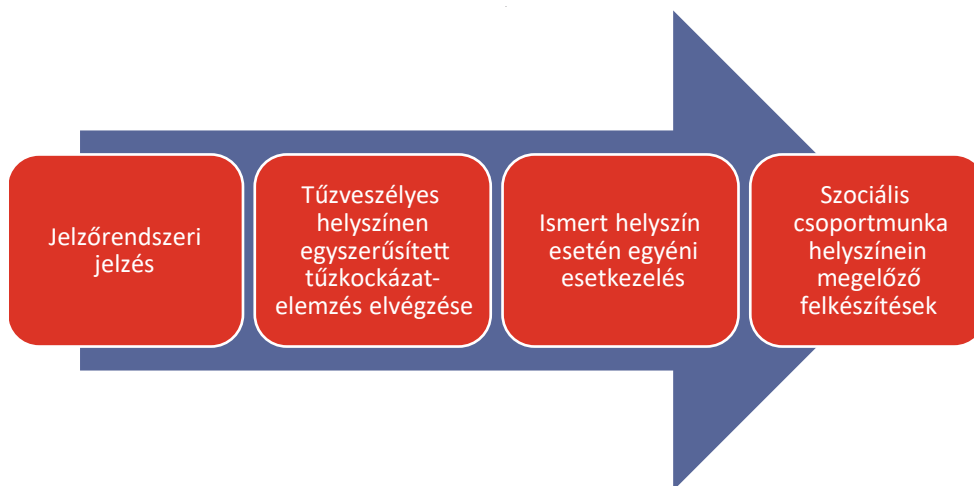 Jelzőrendszeri
jelzés
Tűzveszélyes
helyszínen
egyszerűsített
tűzkockázat-
elemzés elvégzése
Ismert helyszín
esetén egyéni
esetkezelés
Szociális
csoportmunka
helyszínein
megelőző
felkészítések